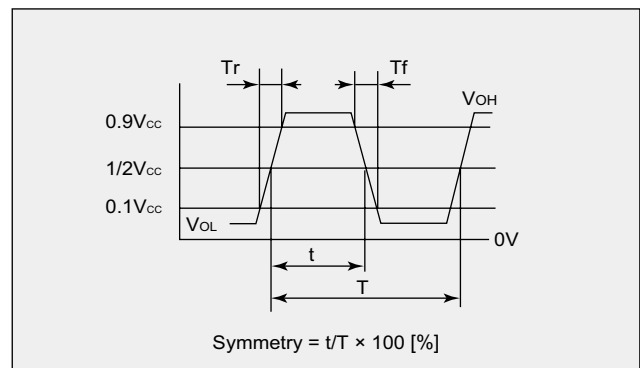 Tr Tf
VOH
0.9Vcc
1/2Vcc
0.1Vcc
VOL
0V
t
T
Symmetry = t/T × 100 [%]